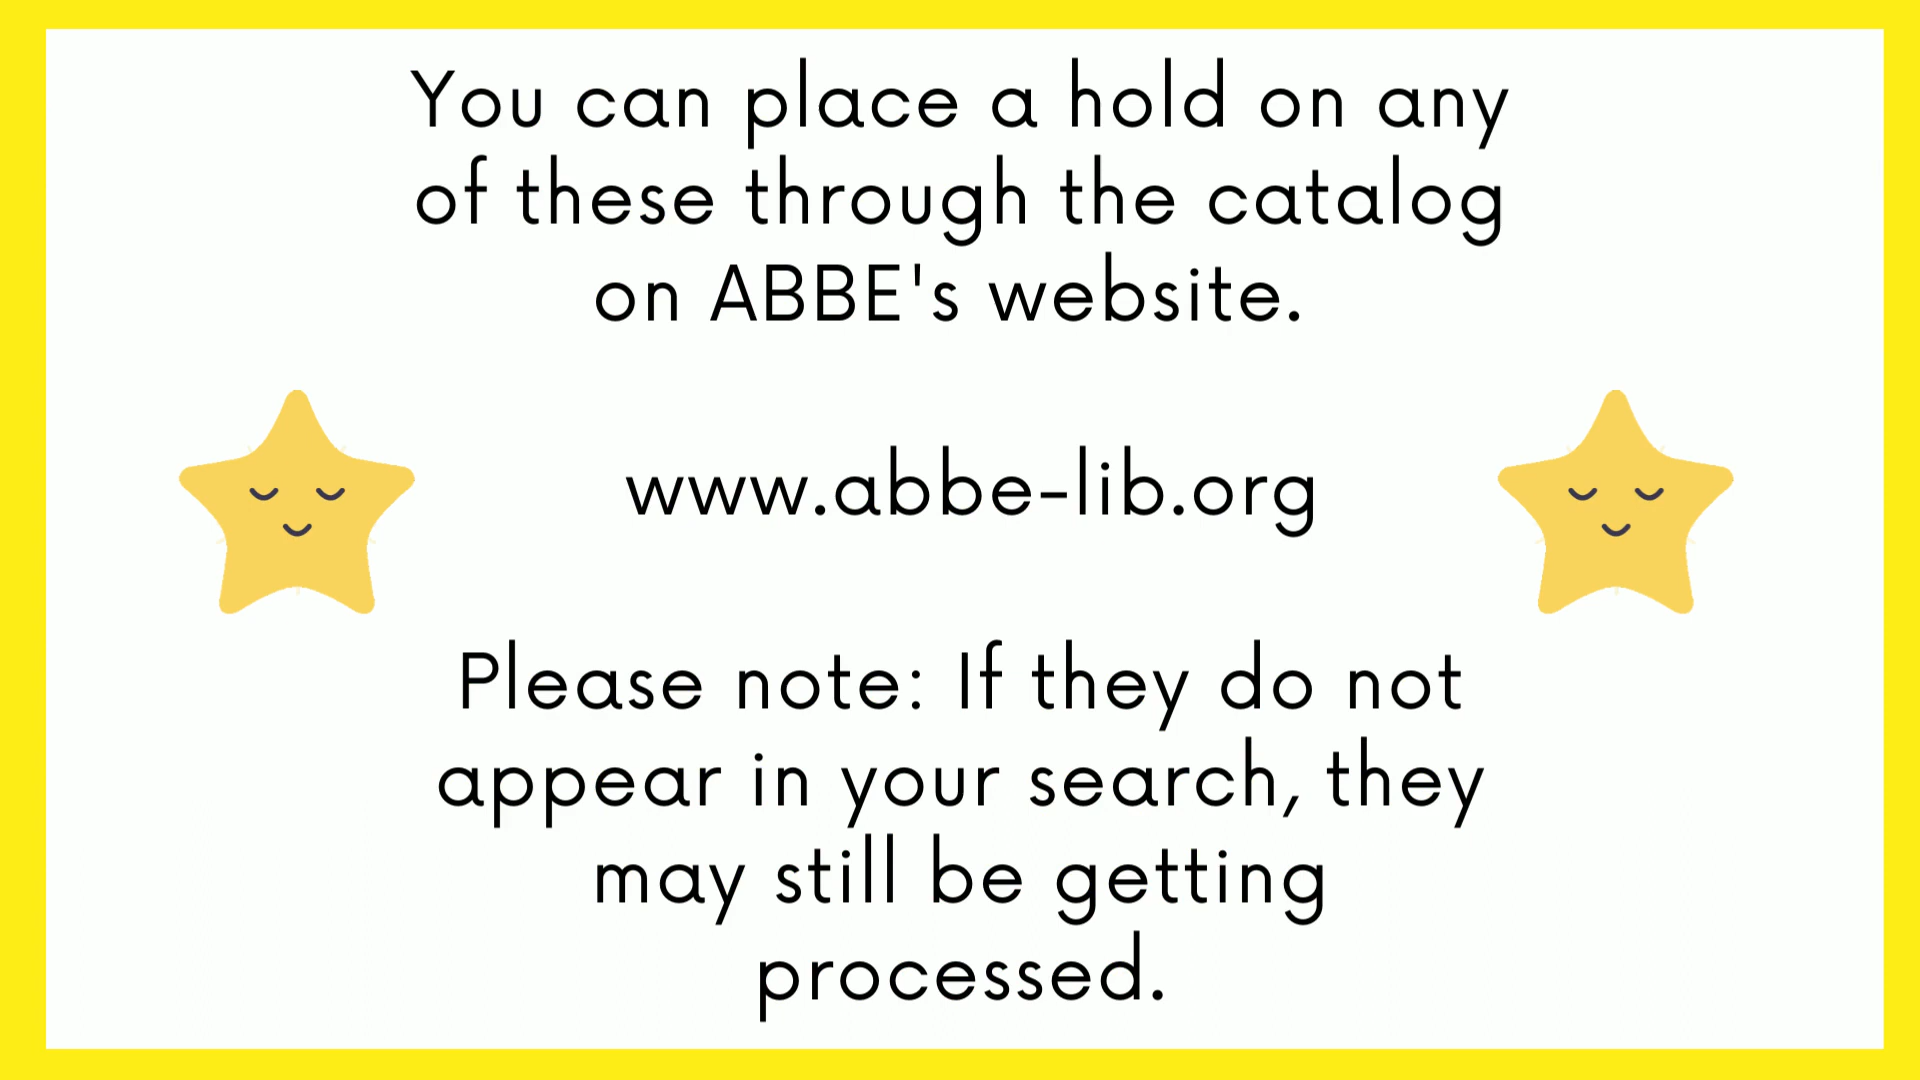 You can place a hold on any
of these through the catalog
on ABBE's website.
www.abbe-lib.org
Please note: If they do not
appear in your search, they
may still be getting
processed.